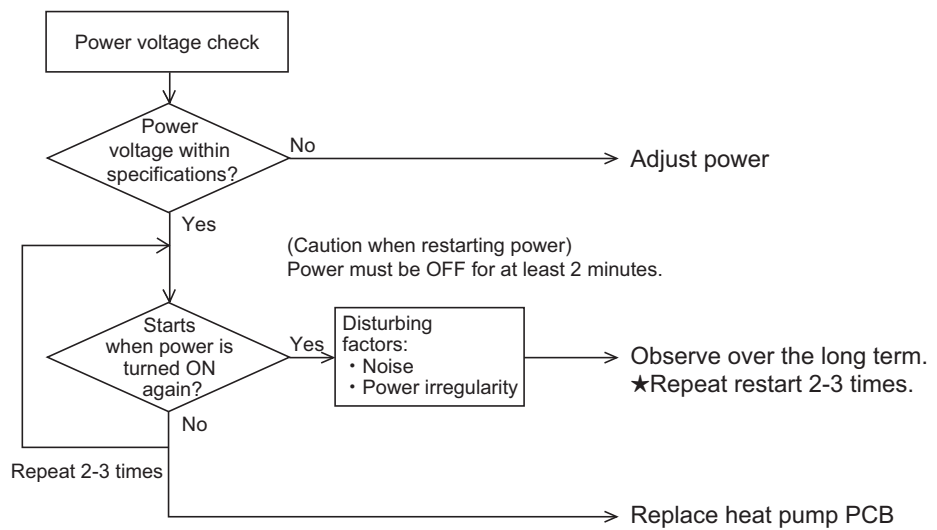 Power voltage check
Power
voltage within
specifications?
No
Adjust power
Yes
(Caution when restarting power)
Power must be OFF for at least 2 minutes.
Starts
when power is
turned ON
again?
Yes
Disturbing
factors:
・Noise
・Power irregularity
Observe over the long term.
★Repeat restart 2-3 times.
No
Repeat 2-3 times
Replace heat pump PCB